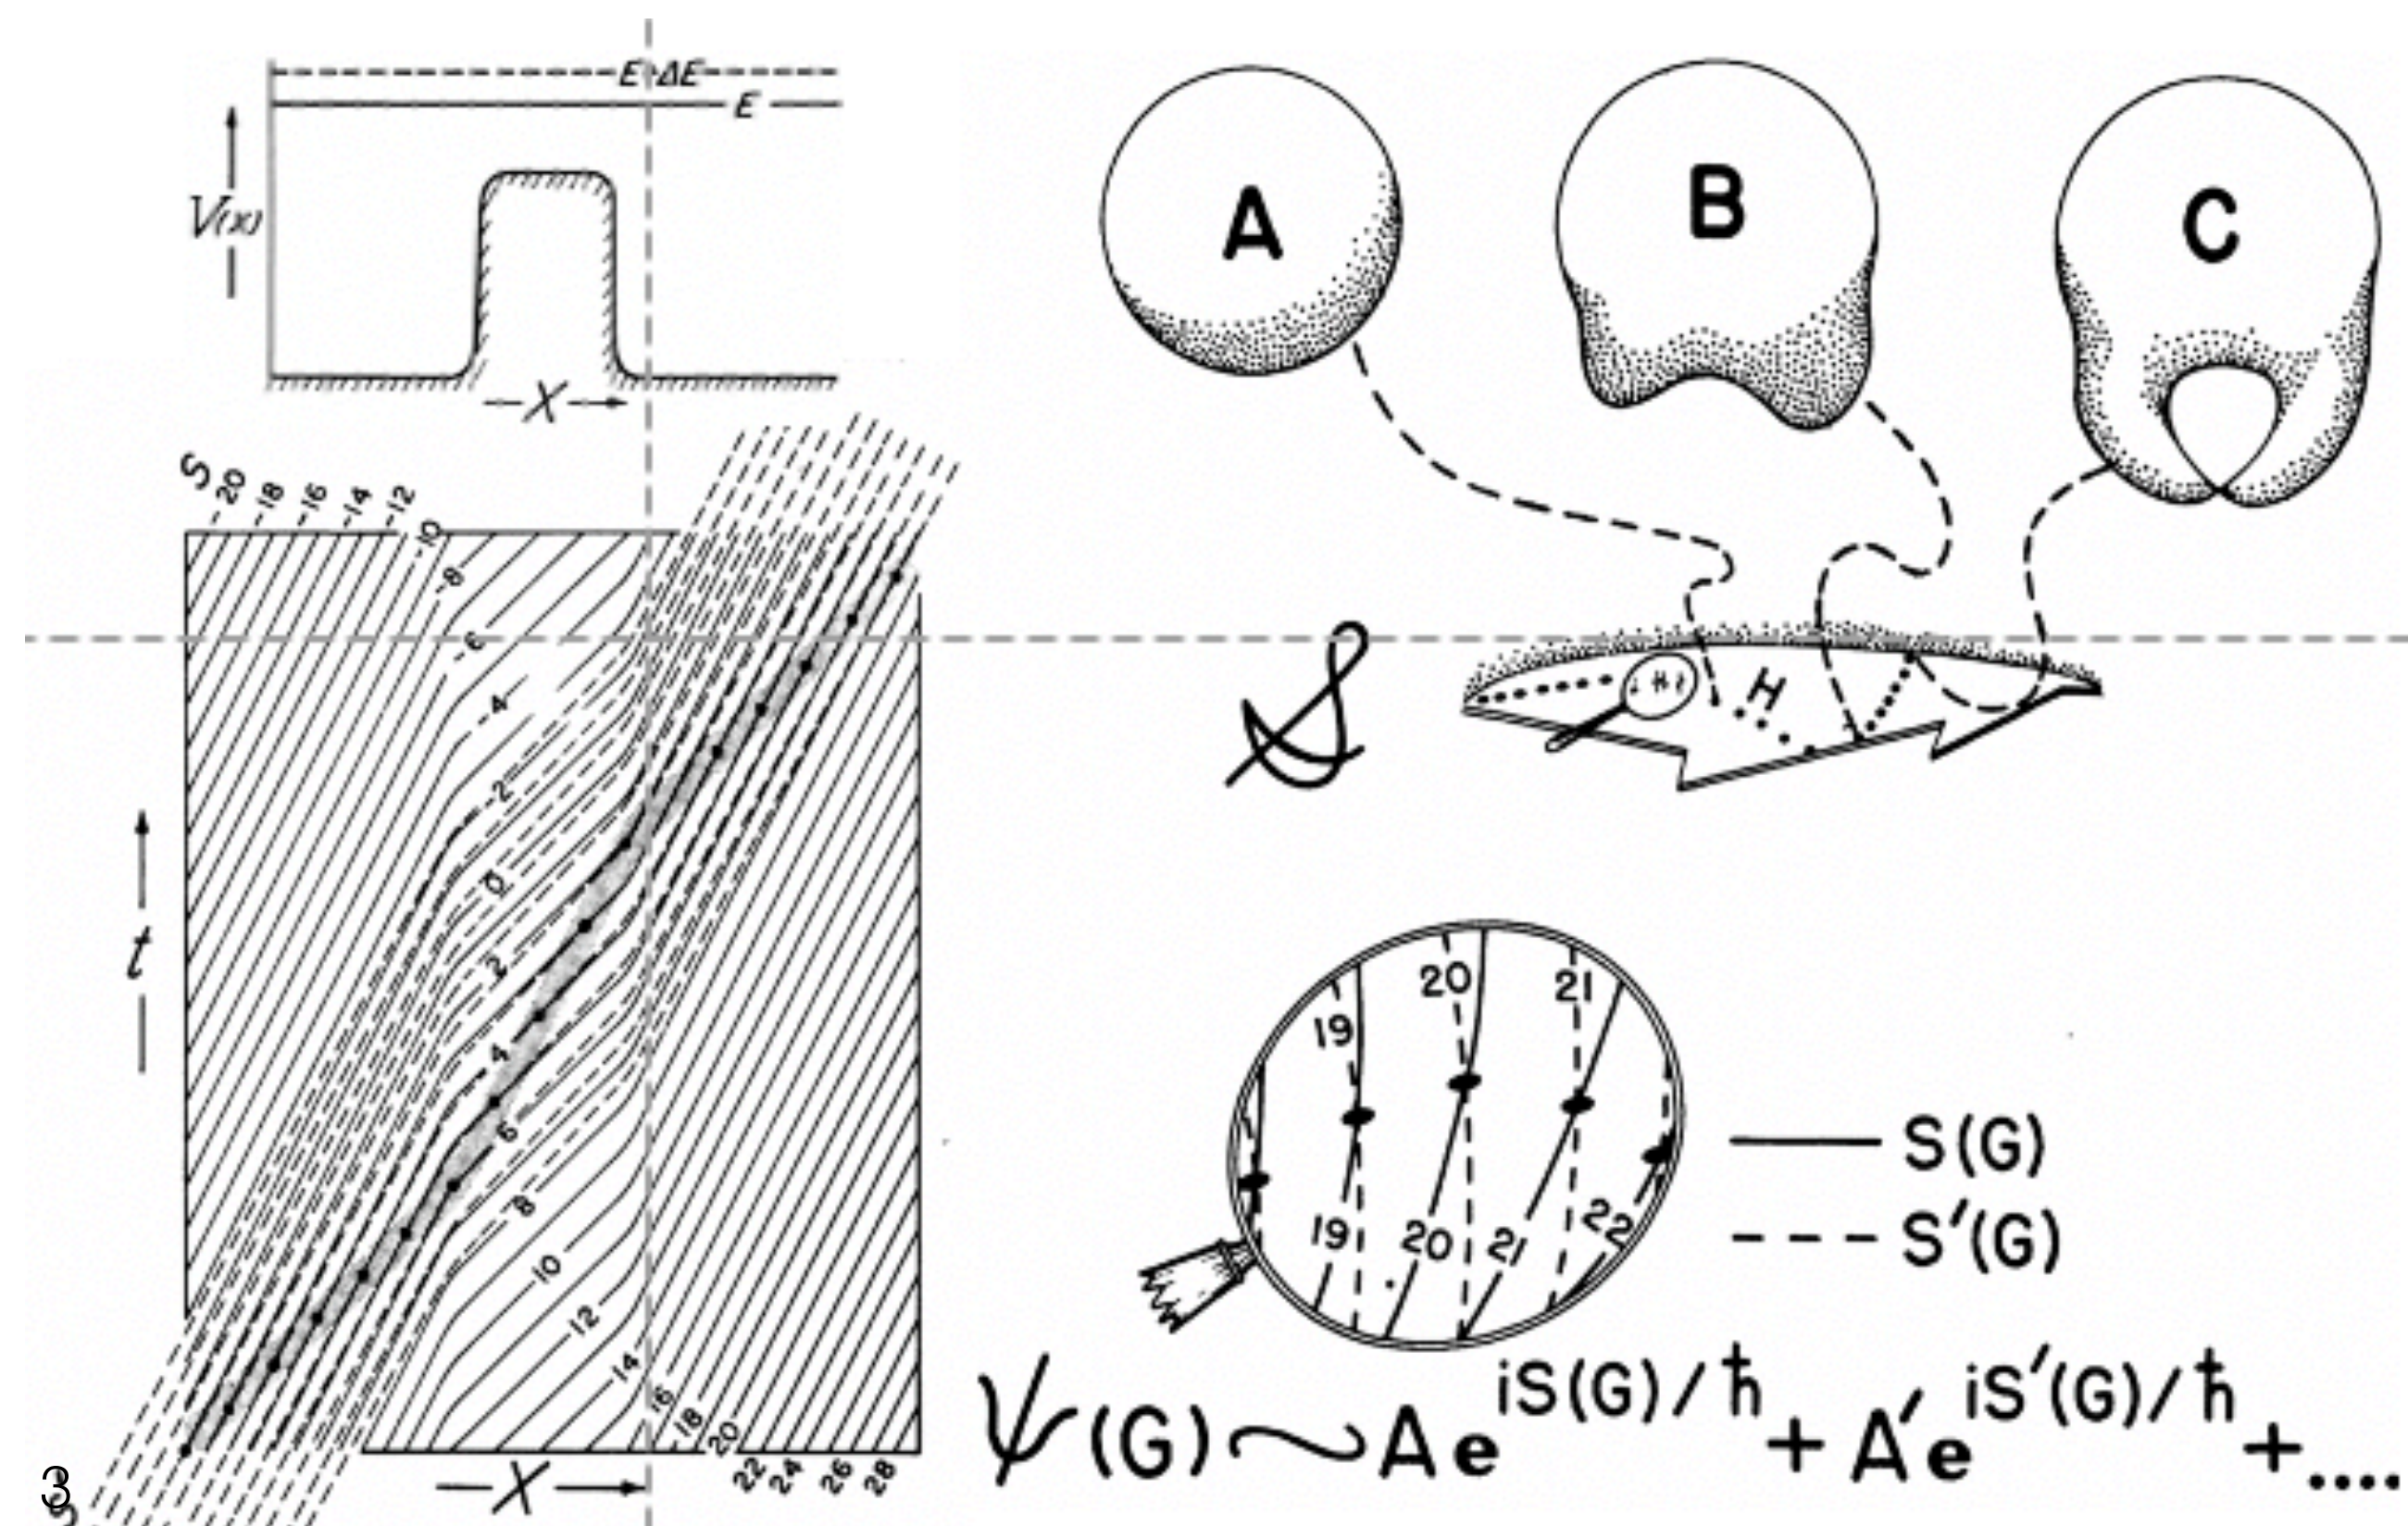 E ΔE
E
V(x)
X
A
B
C
S
-20 -18 -16 -14 -12 -10
-8
-6
-4
-2
0
2
4
6
8
10
12
14
16
18
20
22 24 26 28
t
X
H
𝒮
20 21
19
19 20 21 22
S(G)
S′(G)
ψ(G)~Ae^{iS(G)/ħ}+A′e^{iS′(G)/ħ}+....
3